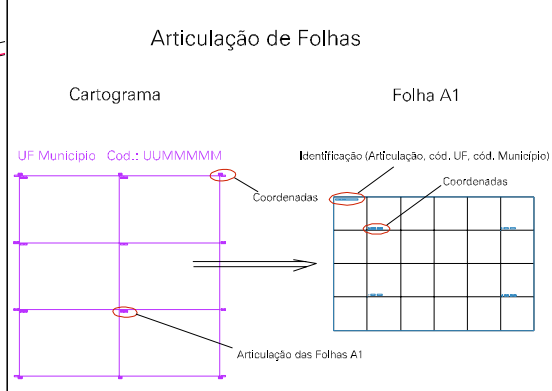 Articulação de Folhas
Cartograma
Folha A1
UF Municipio Cod.: UUMMMMM
Identificação (Articulação, cód. UF, cód. Município)
Coordenadas
Coordenadas
Articulação das Folhas A1